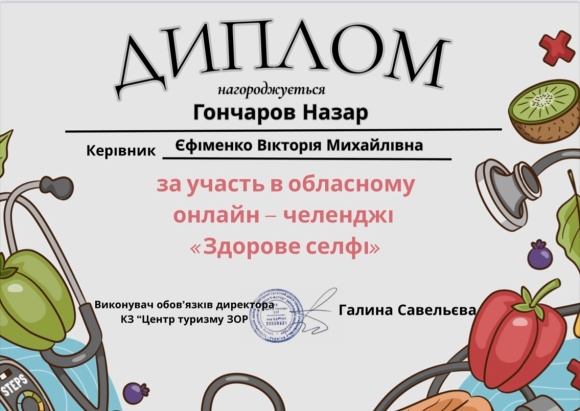 ДИПЛОМ
нагороджується
Гончаров Назар
Керівник Єфіменко Вікторія Михайлівна
за участь в обласному
онлайн – челенджі
«Здорове селфі»
Виконувач обов'язків директора
КЗ "Центр туризму ЗОР
Галина Савельєва
STEPS